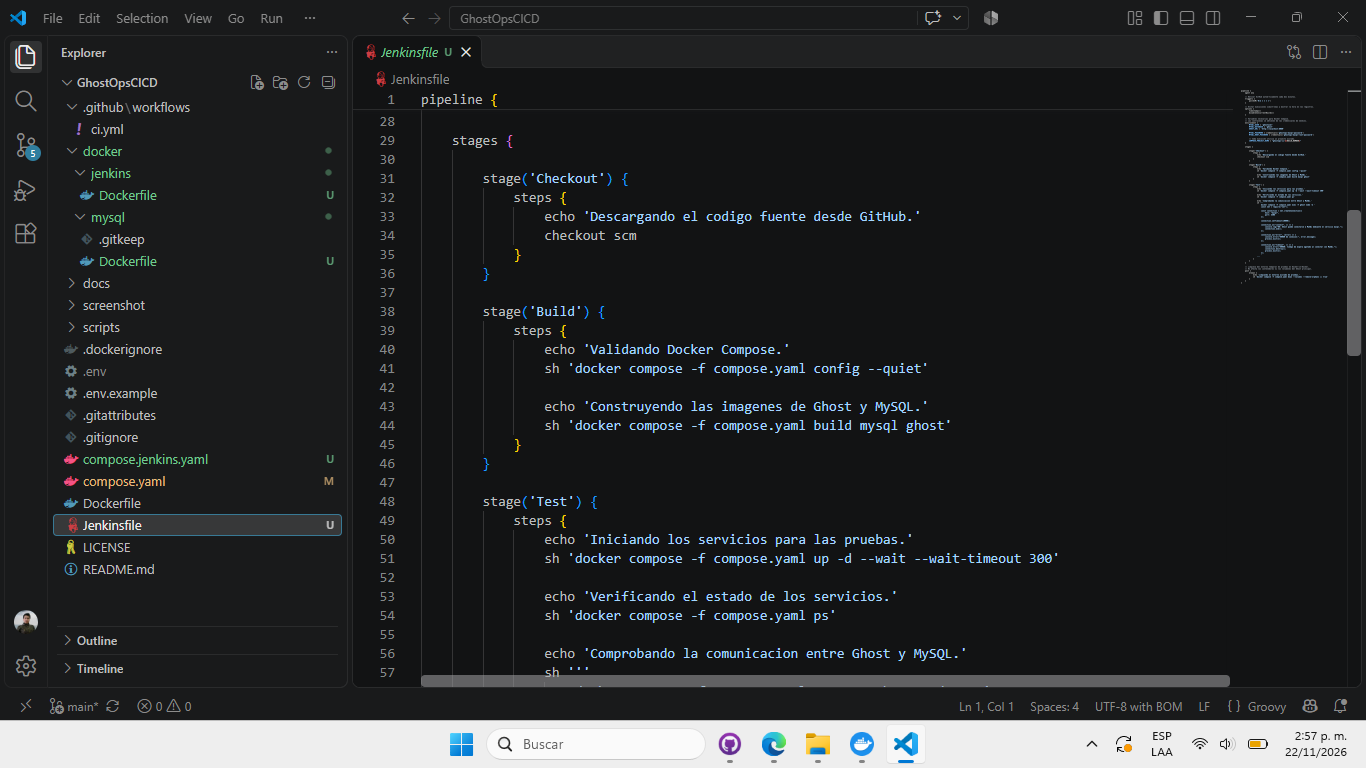 File Edit Selection View Go Run ··· GhostOpsCICD
Explorer ···
GhostOpsCICD
.github\workflows
ci.yml
docker
jenkins
Dockerfile U
mysql
.gitkeep
Dockerfile U
docs
screenshot
scripts
.dockerignore
.env
.env.example
.gitattributes
.gitignore
compose.jenkins.yaml U
compose.yaml M
Dockerfile
Jenkinsfile U
LICENSE
README.md
Outline
Timeline
5
Jenkinsfile U
Jenkinsfile
1 pipeline {
28
29 stages {
30
31 stage('Checkout') {
32 steps {
33 echo 'Descargando el codigo fuente desde GitHub.'
34 checkout scm
35 }
36 }
37
38 stage('Build') {
39 steps {
40 echo 'Validando Docker Compose.'
41 sh 'docker compose -f compose.yaml config --quiet'
42
43 echo 'Construyendo las imagenes de Ghost y MySQL.'
44 sh 'docker compose -f compose.yaml build mysql ghost'
45 }
46 }
47
48 stage('Test') {
49 steps {
50 echo 'Iniciando los servicios para las pruebas.'
51 sh 'docker compose -f compose.yaml up -d --wait --wait-timeout 300'
52
53 echo 'Verificando el estado de los servicios.'
54 sh 'docker compose -f compose.yaml ps'
55
56 echo 'Comprobando la comunicacion entre Ghost y MySQL.'
57 sh '''
main* 0 0 Ln 1, Col 1 Spaces: 4 UTF-8 with BOM LF { } Groovy
Buscar
ESP
LAA
2:57 p. m.
22/11/2026